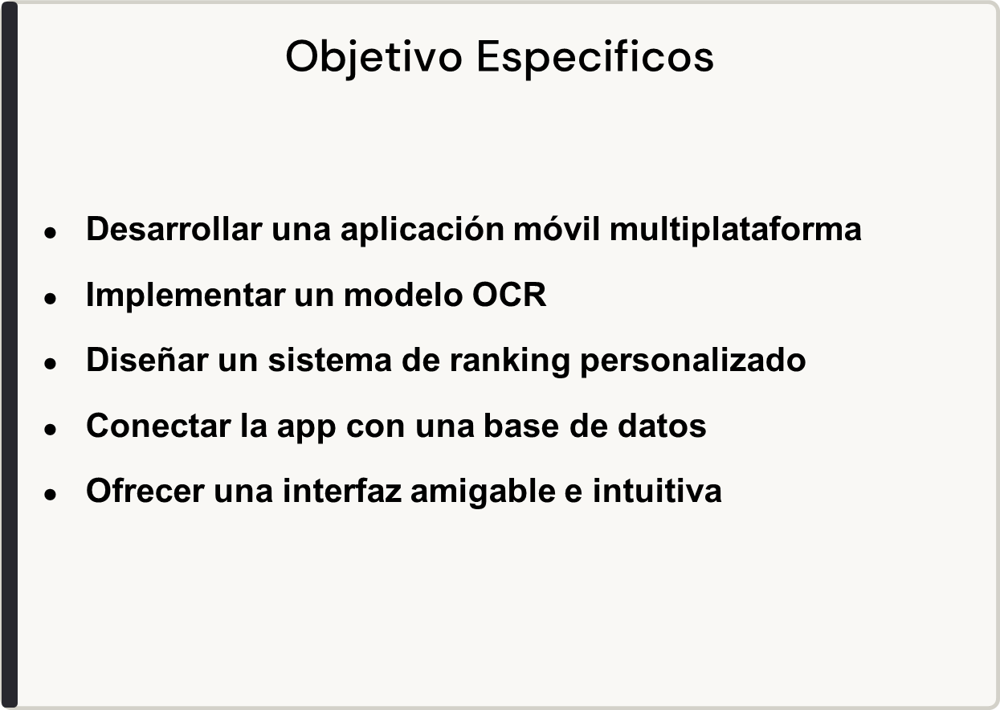 Objetivo Especificos
● Desarrollar una aplicación móvil multiplataforma
● Implementar un modelo OCR
● Diseñar un sistema de ranking personalizado
● Conectar la app con una base de datos
● Ofrecer una interfaz amigable e intuitiva